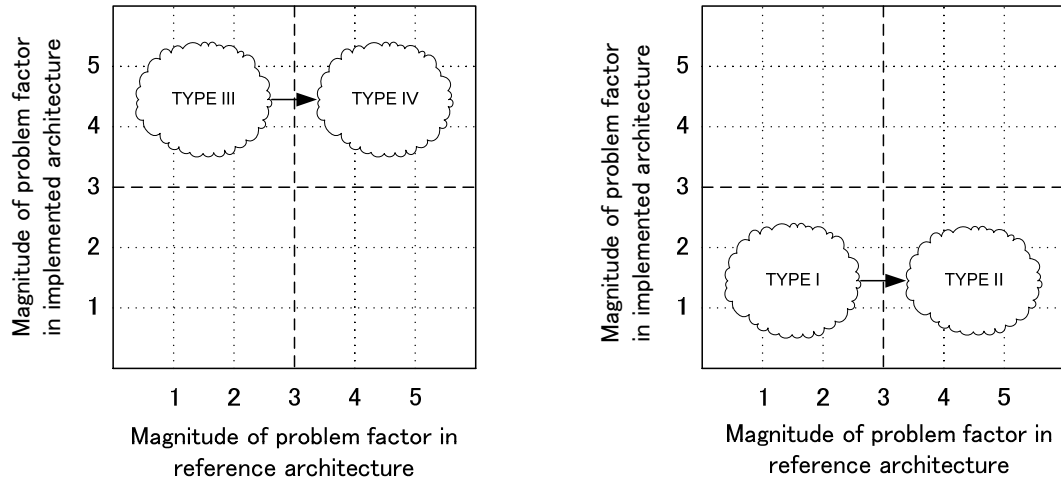 Magnitude of problem factor
in implemented architecture
5
4
3
2
1
TYPE III
TYPE IV
1 2 3 4 5
Magnitude of problem factor in
reference architecture
Magnitude of problem factor
in implemented architecture
5
4
3
2
1
TYPE I
TYPE II
1 2 3 4 5
Magnitude of problem factor in
reference architecture